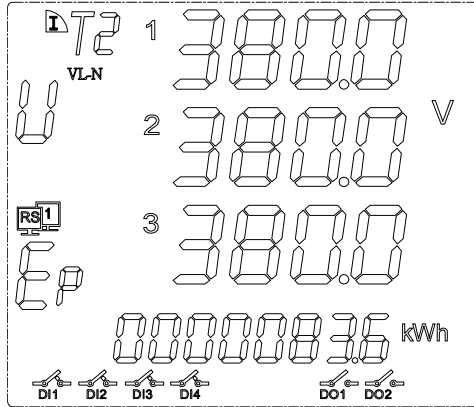 I T2 1 380.0
VL-N
U 2 380.0 V
RS 1 3 380.0
EP
00000083.6 kWh
DI1 DI2 DI3 DI4 DO1 DO2